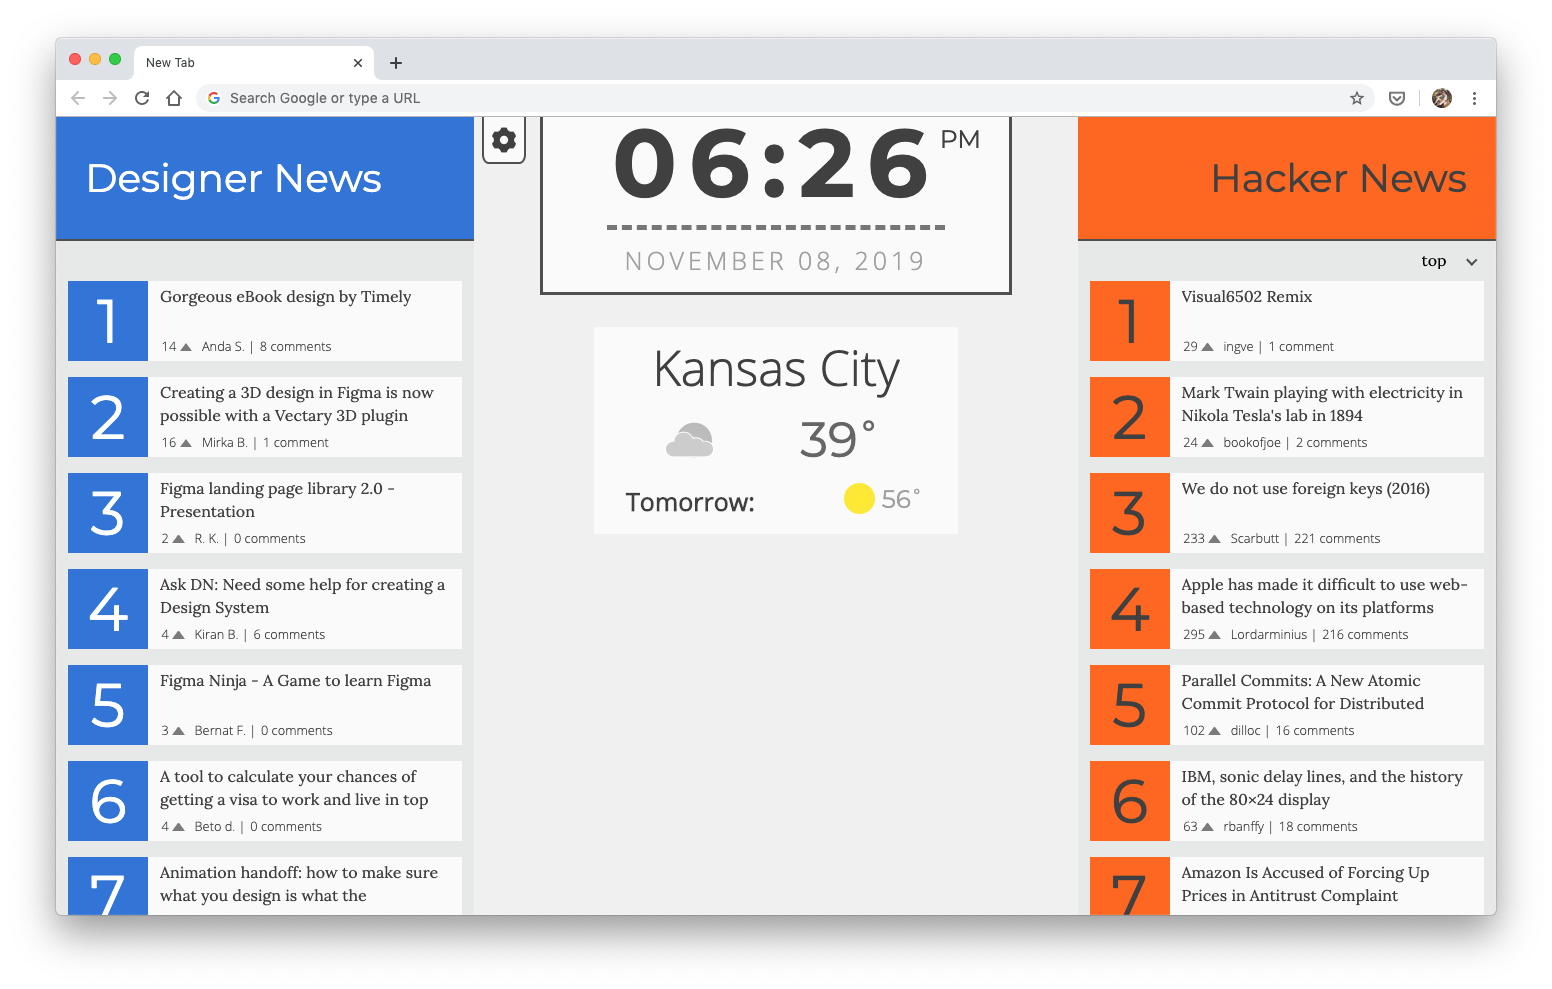 New Tab
Search Google or type a URL
Designer News
1
Gorgeous eBook design by Timely
14 ▲ Anda S. | 8 comments
2
Creating a 3D design in Figma is now
possible with a Vectary 3D plugin
16 ▲ Mirka B. | 1 comment
3
Figma landing page library 2.0 -
Presentation
2 ▲ R. K. | 0 comments
4
Ask DN: Need some help for creating a
Design System
4 ▲ Kiran B. | 6 comments
5
Figma Ninja - A Game to learn Figma
3 ▲ Bernat F. | 0 comments
6
A tool to calculate your chances of
getting a visa to work and live in top
4 ▲ Beto d. | 0 comments
7
Animation handoff: how to make sure
what you design is what the
06:26 PM
NOVEMBER 08, 2019
Kansas City
39°
Tomorrow: 56°
Hacker News
top
1
Visual6502 Remix
29 ▲ ingve | 1 comment
2
Mark Twain playing with electricity in
Nikola Tesla's lab in 1894
24 ▲ bookofjoe | 2 comments
3
We do not use foreign keys (2016)
233 ▲ Scarbutt | 221 comments
4
Apple has made it difficult to use web-
based technology on its platforms
295 ▲ Lordarminius | 216 comments
5
Parallel Commits: A New Atomic
Commit Protocol for Distributed
102 ▲ dilloc | 16 comments
6
IBM, sonic delay lines, and the history
of the 80×24 display
63 ▲ rbanffy | 18 comments
7
Amazon Is Accused of Forcing Up
Prices in Antitrust Complaint